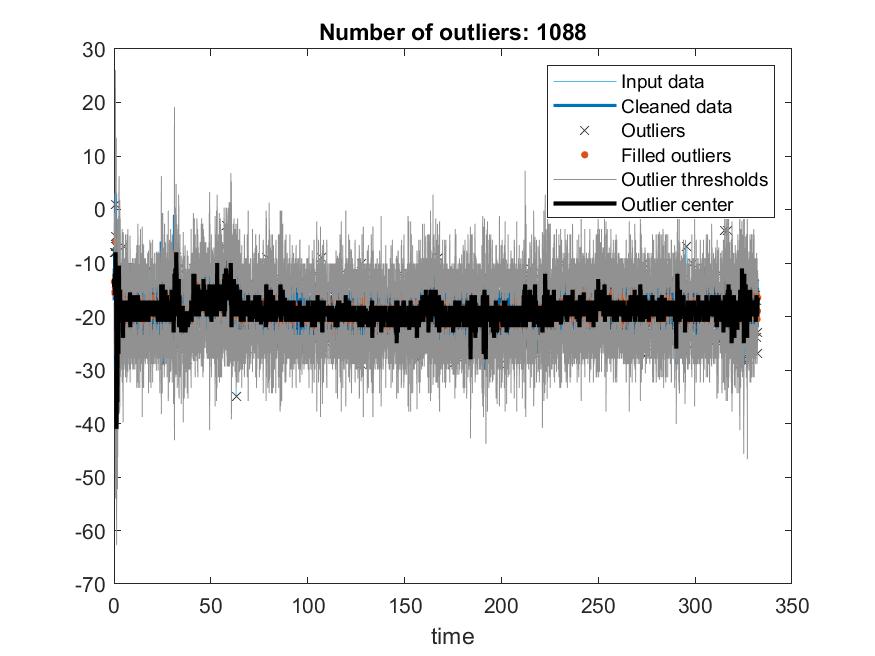 Number of outliers: 1088
30
20
10
0
-10
-20
-30
-40
-50
-60
-70
Input data
Cleaned data
Outliers
Filled outliers
Outlier thresholds
Outlier center
0 50 100 150 200 250 300 350
time